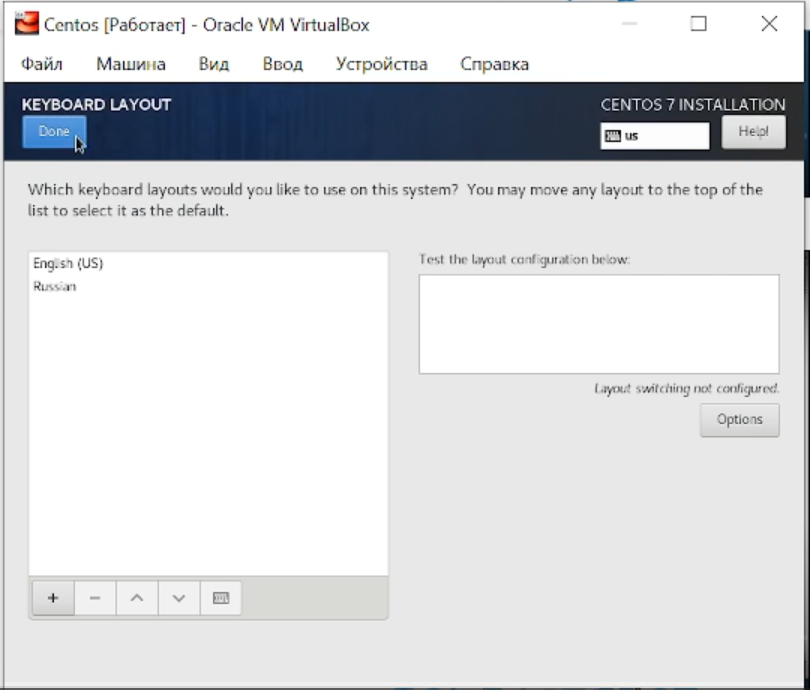 Centos [Работает] - Oracle VM VirtualBox
Файл Машина Вид Ввод Устройства Справка
KEYBOARD LAYOUT
CENTOS 7 INSTALLATION
Done
us
Help!
Which keyboard layouts would you like to use on this system? You may move any layout to the top of the
list to select it as the default.
English (US)
Russian
Test the layout configuration below:
Layout switching not configured.
Options